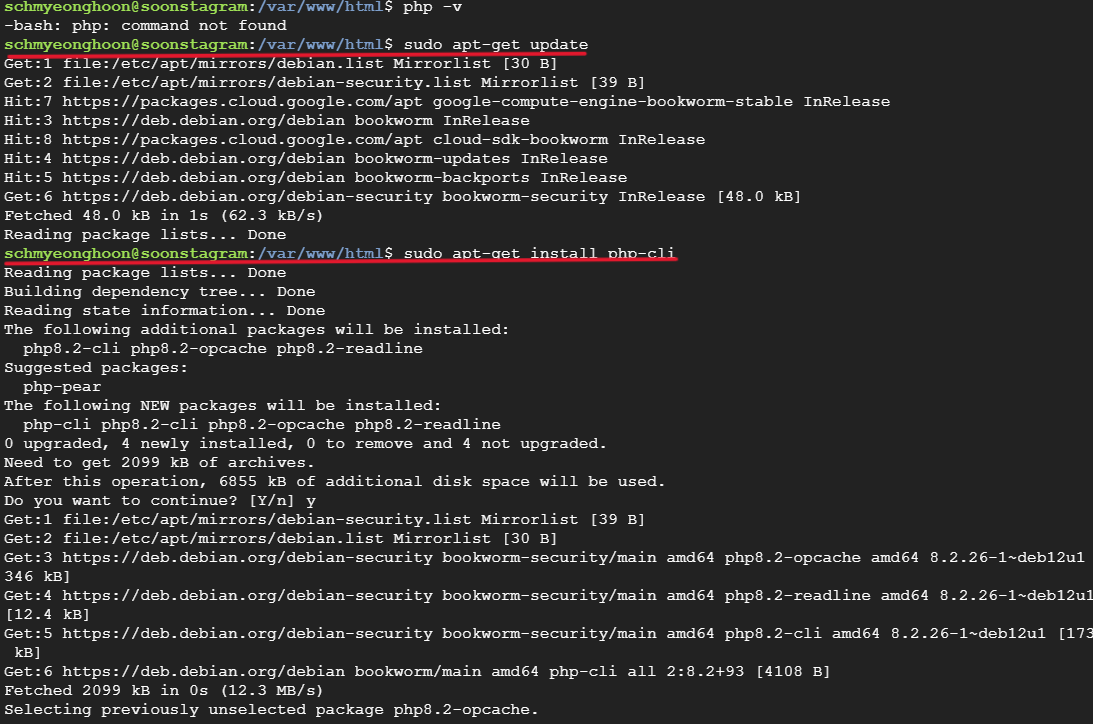 schmyeonghoon@soonstagram:/var/www/html$ php -v
-bash: php: command not found
schmyeonghoon@soonstagram:/var/www/html$ sudo apt-get update
Get:1 file:/etc/apt/mirrors/debian.list Mirrorlist [30 B]
Get:2 file:/etc/apt/mirrors/debian-security.list Mirrorlist [39 B]
Hit:7 https://packages.cloud.google.com/apt google-compute-engine-bookworm-stable InRelease
Hit:3 https://deb.debian.org/debian bookworm InRelease
Hit:8 https://packages.cloud.google.com/apt cloud-sdk-bookworm InRelease
Hit:4 https://deb.debian.org/debian bookworm-updates InRelease
Hit:5 https://deb.debian.org/debian bookworm-backports InRelease
Get:6 https://deb.debian.org/debian-security bookworm-security InRelease [48.0 kB]
Fetched 48.0 kB in 1s (62.3 kB/s)
Reading package lists... Done
schmyeonghoon@soonstagram:/var/www/html$ sudo apt-get install php-cli
Reading package lists... Done
Building dependency tree... Done
Reading state information... Done
The following additional packages will be installed:
  php8.2-cli php8.2-opcache php8.2-readline
Suggested packages:
  php-pear
The following NEW packages will be installed:
  php-cli php8.2-cli php8.2-opcache php8.2-readline
0 upgraded, 4 newly installed, 0 to remove and 4 not upgraded.
Need to get 2099 kB of archives.
After this operation, 6855 kB of additional disk space will be used.
Do you want to continue? [Y/n] y
Get:1 file:/etc/apt/mirrors/debian-security.list Mirrorlist [39 B]
Get:2 file:/etc/apt/mirrors/debian.list Mirrorlist [30 B]
Get:3 https://deb.debian.org/debian-security bookworm-security/main amd64 php8.2-opcache amd64 8.2.26-1~deb12u1
346 kB]
Get:4 https://deb.debian.org/debian-security bookworm-security/main amd64 php8.2-readline amd64 8.2.26-1~deb12u1
[12.4 kB]
Get:5 https://deb.debian.org/debian-security bookworm-security/main amd64 php8.2-cli amd64 8.2.26-1~deb12u1 [173
 kB]
Get:6 https://deb.debian.org/debian bookworm/main amd64 php-cli all 2:8.2+93 [4108 B]
Fetched 2099 kB in 0s (12.3 MB/s)
Selecting previously unselected package php8.2-opcache.